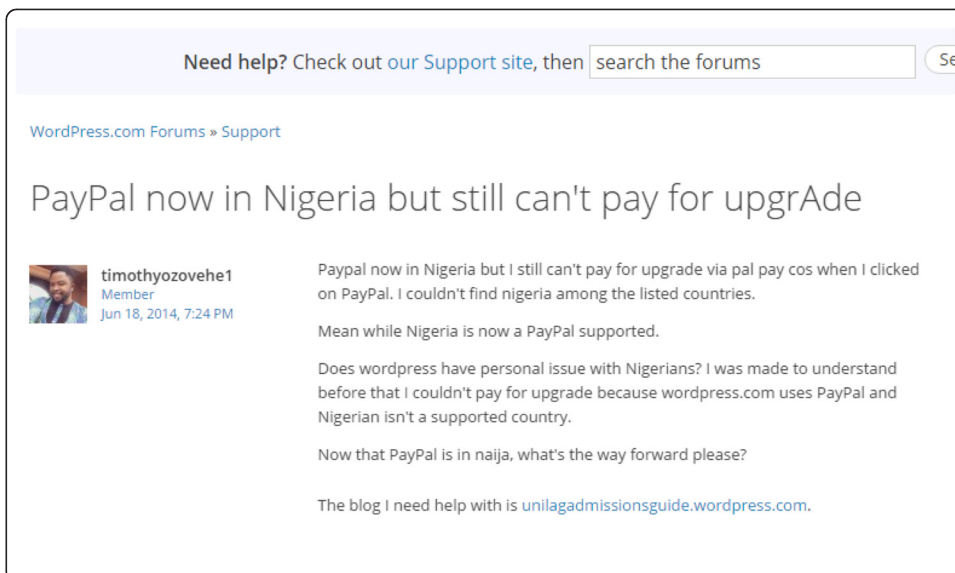 Need help? Check out our Support site, then search the forums Se
WordPress.com Forums » Support
PayPal now in Nigeria but still can't pay for upgrAde
timothyozovehe1
Member
Jun 18, 2014, 7:24 PM
Paypal now in Nigeria but I still can't pay for upgrade via pal pay cos when I clicked
on PayPal. I couldn't find nigeria among the listed countries.
Mean while Nigeria is now a PayPal supported.
Does wordpress have personal issue with Nigerians? I was made to understand
before that I couldn't pay for upgrade because wordpress.com uses PayPal and
Nigerian isn't a supported country.
Now that PayPal is in naija, what's the way forward please?
The blog I need help with is unilagadmissionsguide.wordpress.com.